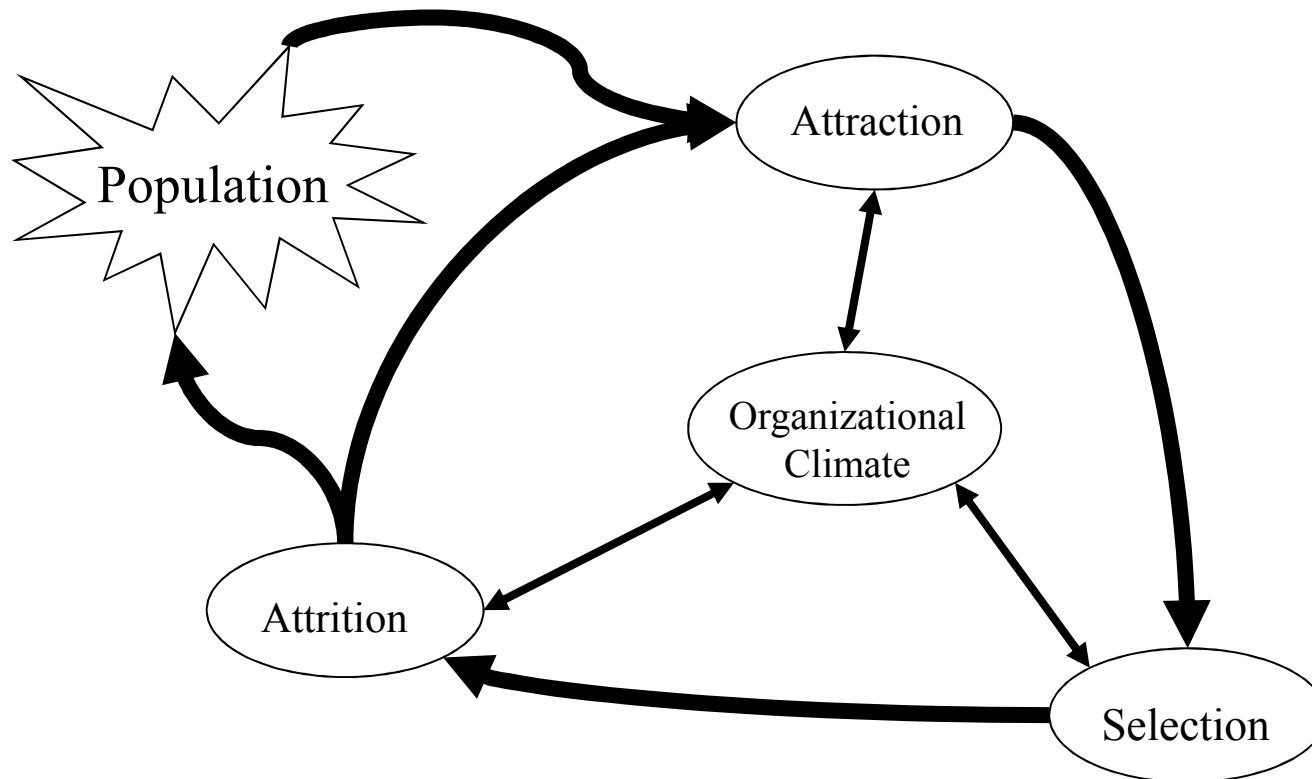 Attraction
Population
Organizational
Climate
Attrition
Selection